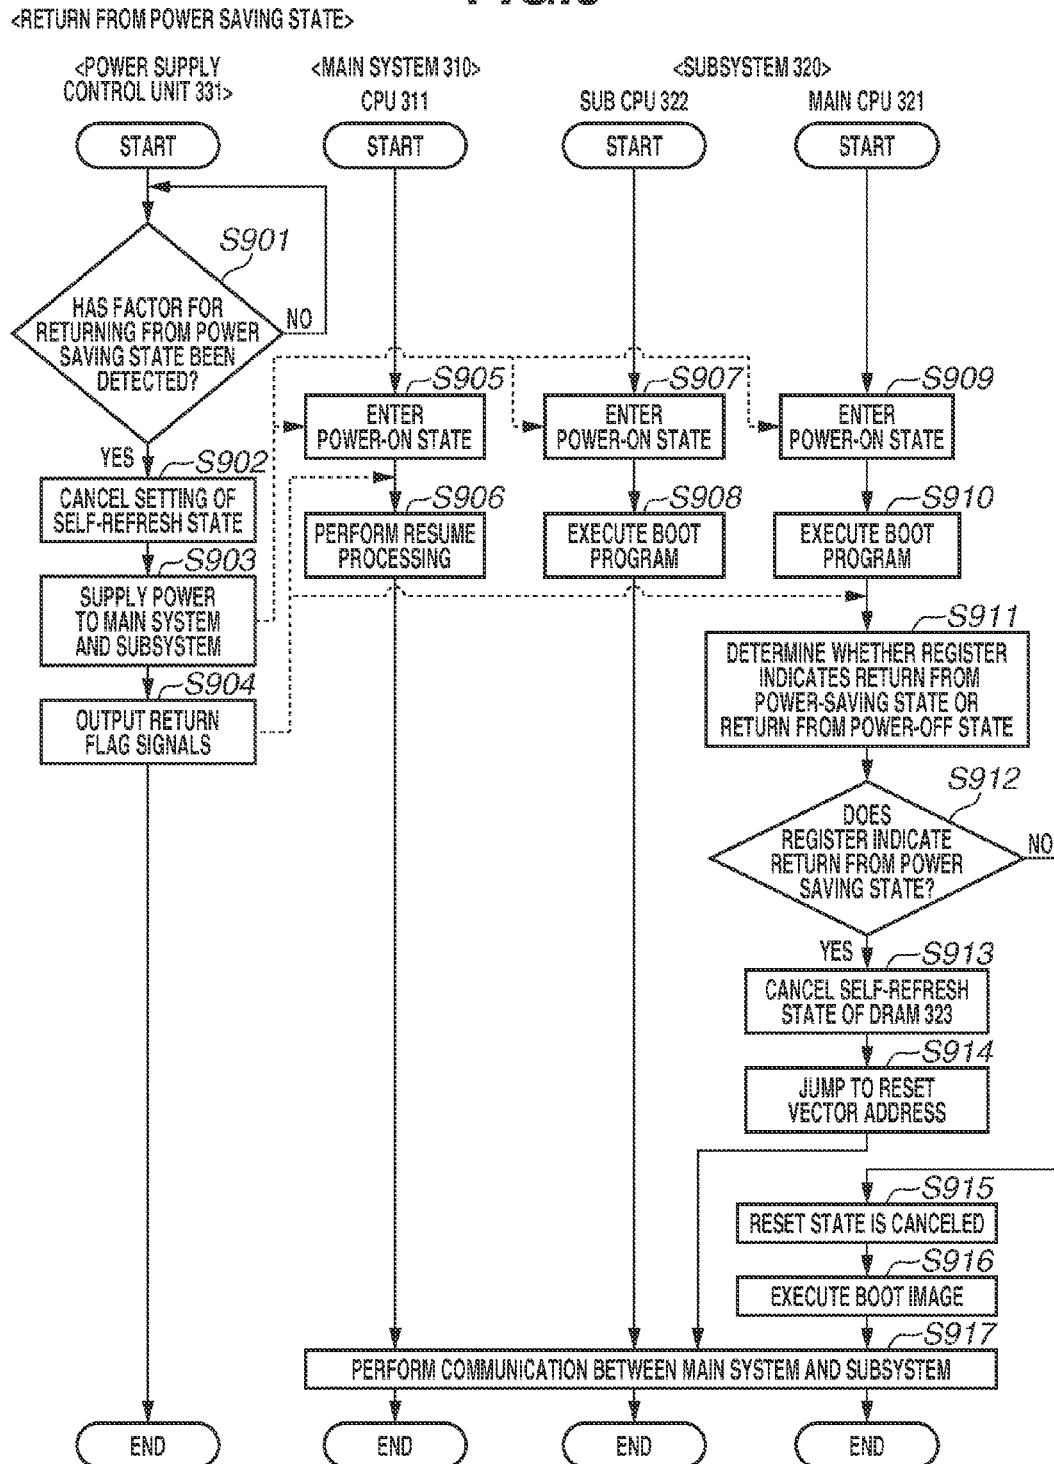 <RETURN FROM POWER SAVING STATE>
<POWER SUPPLY
CONTROL UNIT 331>
<MAIN SYSTEM 310>
CPU 311
<SUBSYSTEM 320>
SUB CPU 322
MAIN CPU 321
START
START
START
START
S901
HAS FACTOR FOR
RETURNING FROM POWER
SAVING STATE BEEN
DETECTED?
NO
YES
S902
CANCEL SETTING OF
SELF-REFRESH STATE
S903
SUPPLY POWER
TO MAIN SYSTEM
AND SUBSYSTEM
S904
OUTPUT RETURN
FLAG SIGNALS
S905
ENTER
POWER-ON STATE
S906
PERFORM RESUME
PROCESSING
S907
ENTER
POWER-ON STATE
S908
EXECUTE BOOT
PROGRAM
S909
ENTER
POWER-ON STATE
S910
EXECUTE BOOT
PROGRAM
S911
DETERMINE WHETHER REGISTER
INDICATES RETURN FROM
POWER-SAVING STATE OR
RETURN FROM POWER-OFF STATE
S912
DOES
REGISTER INDICATE
RETURN FROM POWER
SAVING STATE?
NO
YES
S913
CANCEL SELF-REFRESH
STATE OF DRAM 323
S914
JUMP TO RESET
VECTOR ADDRESS
S915
RESET STATE IS CANCELED
S916
EXECUTE BOOT IMAGE
S917
PERFORM COMMUNICATION BETWEEN MAIN SYSTEM AND SUBSYSTEM
END
END
END
END